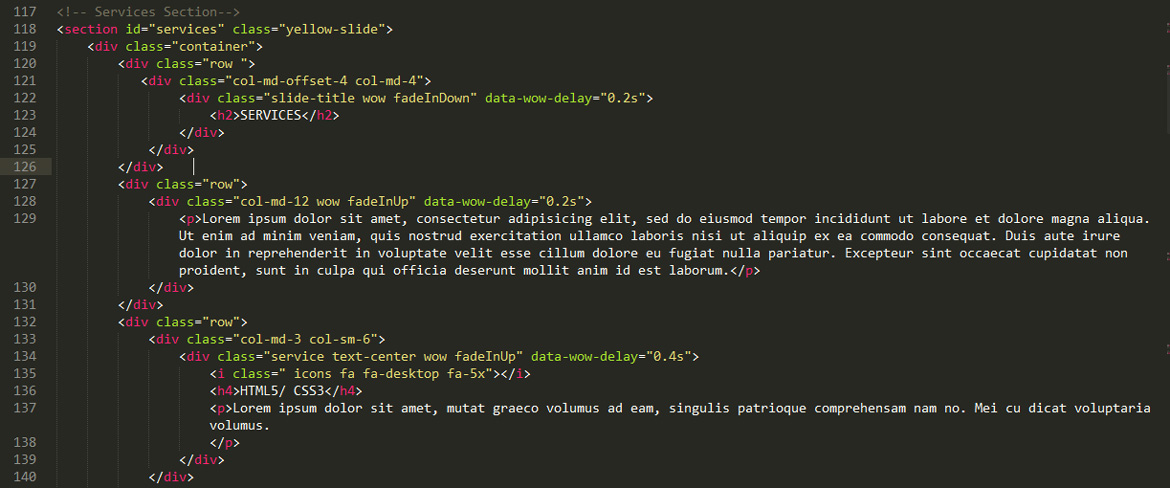 117 <!-- Services Section-->
118 <section id="services" class="yellow-slide">
119 <div class="container">
120 <div class="row ">
121 <div class="col-md-offset-4 col-md-4">
122 <div class="slide-title wow fadeInDown" data-wow-delay="0.2s">
123 <h2>SERVICES</h2>
124 </div>
125 </div>
126 </div>
127 <div class="row">
128 <div class="col-md-12 wow fadeInUp" data-wow-delay="0.2s">
129 <p>Lorem ipsum dolor sit amet, consectetur adipisicing elit, sed do eiusmod tempor incididunt ut labore et dolore magna aliqua.
Ut enim ad minim veniam, quis nostrud exercitation ullamco laboris nisi ut aliquip ex ea commodo consequat. Duis aute irure
dolor in reprehenderit in voluptate velit esse cillum dolore eu fugiat nulla pariatur. Excepteur sint occaecat cupidatat non
proident, sunt in culpa qui officia deserunt mollit anim id est laborum.</p>
130 </div>
131 </div>
132 <div class="row">
133 <div class="col-md-3 col-sm-6">
134 <div class="service text-center wow fadeInUp" data-wow-delay="0.4s">
135 <i class=" icons fa fa-desktop fa-5x"></i>
136 <h4>HTML5/ CSS3</h4>
137 <p>Lorem ipsum dolor sit amet, mutat graeco volumus ad eam, singulis patrioque comprehensam nam no. Mei cu dicat voluptaria
volumus.
138 </p>
139 </div>
140 </div>